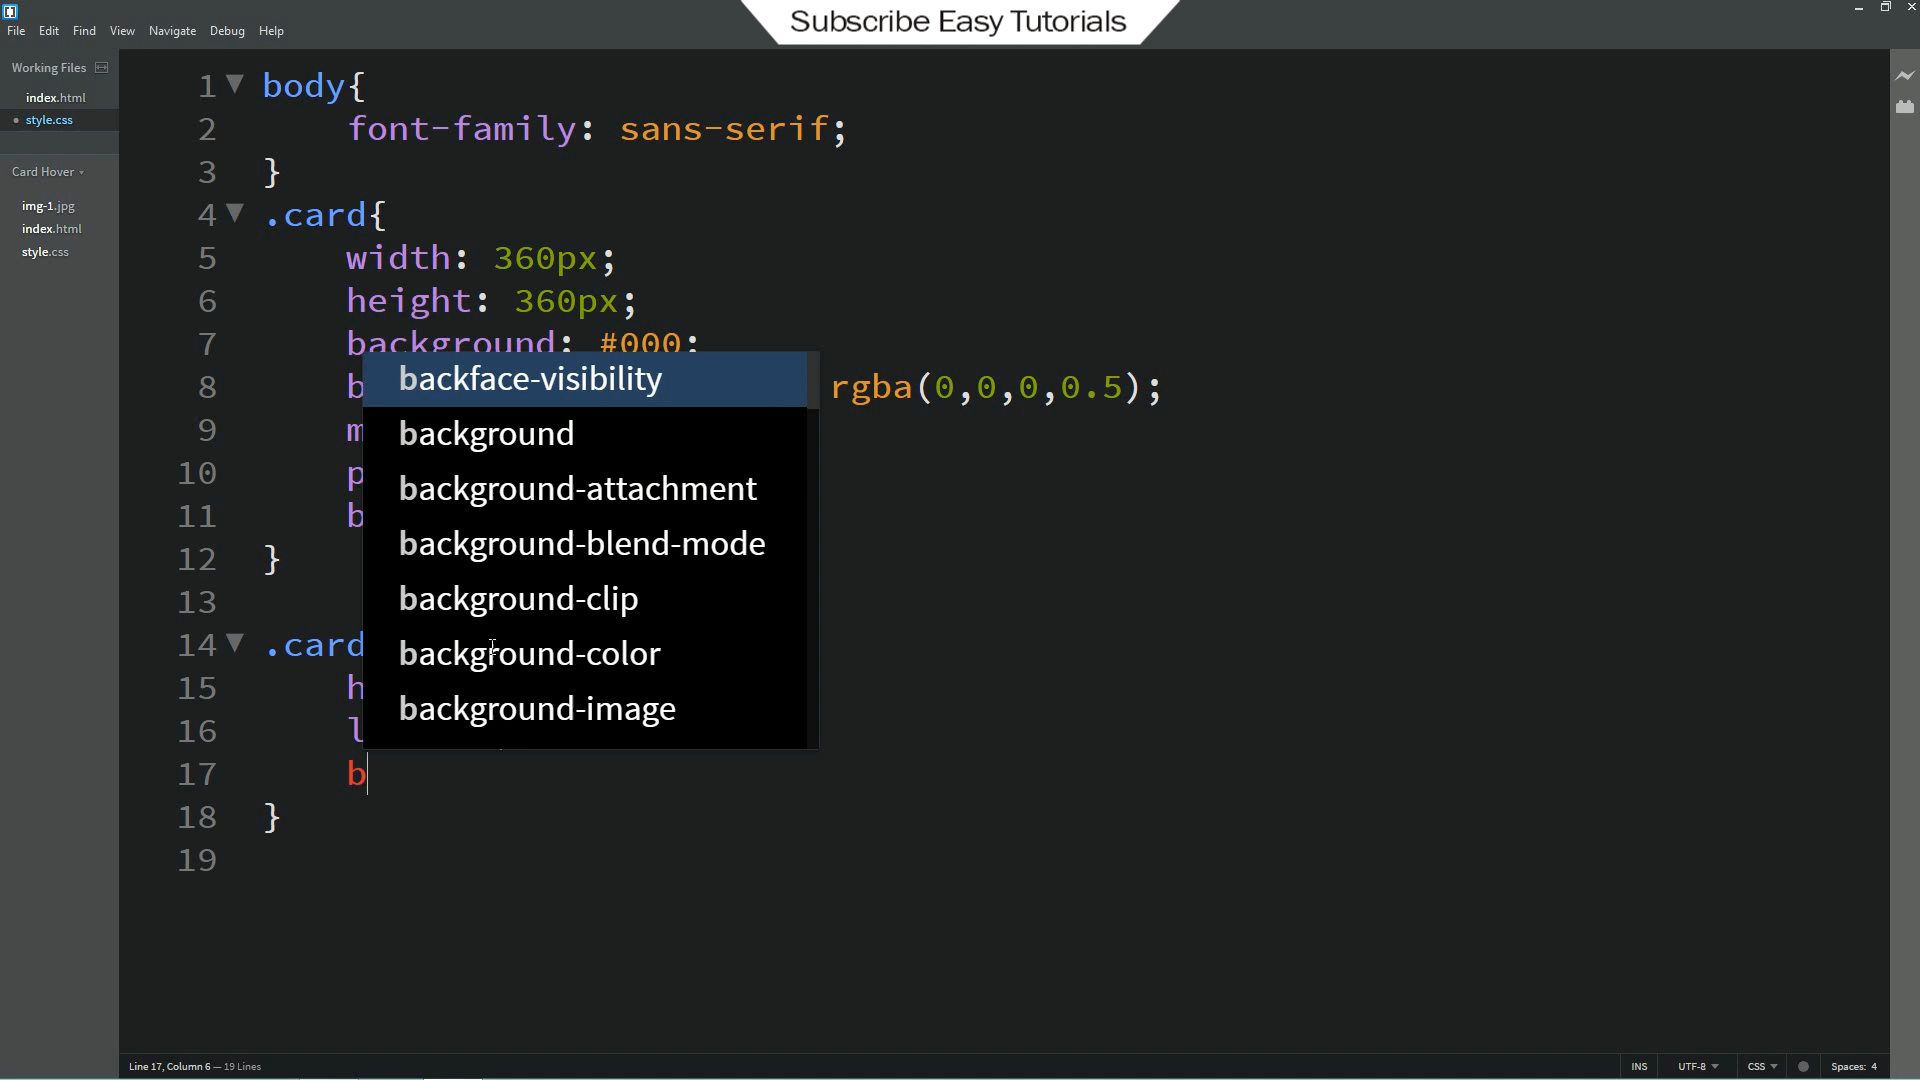 Subscribe Easy Tutorials
File Edit Find View Navigate Debug Help
Working Files
index.html
style.css
Card Hover
img-1.jpg
index.html
style.css
1 body{
2 font-family: sans-serif;
3 }
4 .card{
5 width: 360px;
6 height: 360px;
7 background: #000;
8 b rgba(0,0,0,0.5);
9 m
10 p
11 b
12 }
13
14 .card
15 h
16 l
17 b
18 }
19
backface-visibility
background
background-attachment
background-blend-mode
background-clip
background-color
background-image
Line 17, Column 6 — 19 Lines
INS UTF-8 CSS Spaces: 4